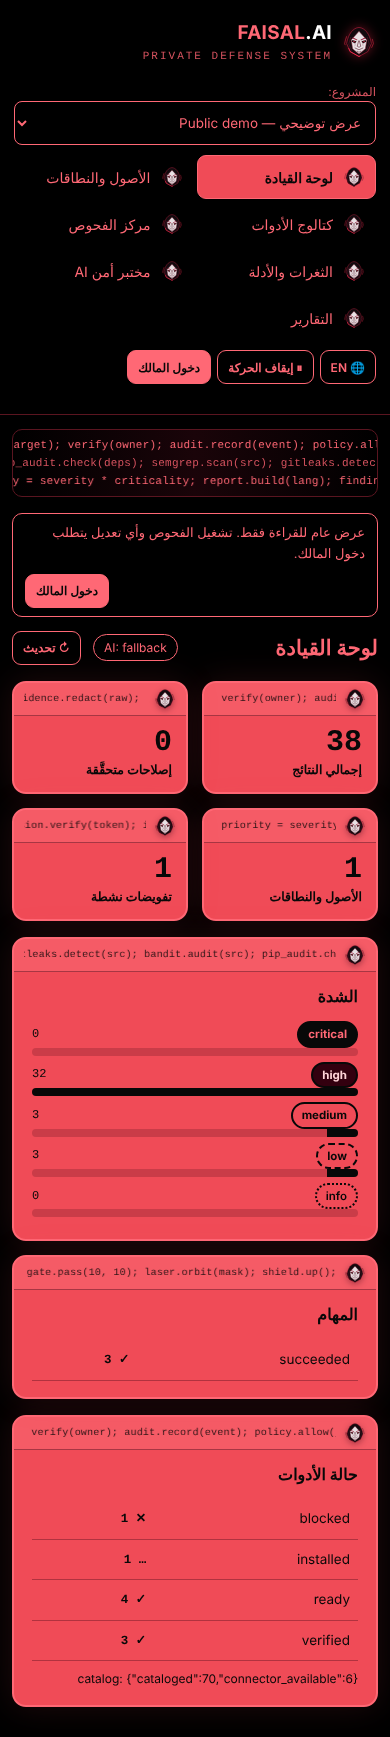 FAISAL.AI
PRIVATE DEFENSE SYSTEM
المشروع:
عرض توضيحي — Public demo
لوحة القيادة
الأصول والنطاقات
كتالوج الأدوات
مركز الفحوص
الثغرات والأدلة
مختبر أمن AI
التقارير
🌐 EN
⏸ إيقاف الحركة
دخول المالك
arget); verify(owner); audit.record(event); policy.all
_audit.check(deps); semgrep.scan(src); gitleaks.detec
y = severity * criticality; report.build(lang); findin
عرض عام للقراءة فقط. تشغيل الفحوص وأي تعديل يتطلب
دخول المالك.
دخول المالك
لوحة القيادة
AI: fallback
↻ تحديث
verify(owner); audi
38
إجمالي النتائج
idence.redact(raw);
0
إصلاحات متحقَّقة
priority = severity
1
الأصول والنطاقات
ion.verify(token);
1
تفويضات نشطة
leaks.detect(src); bandit.audit(src); pip_audit.ch
الشدة
critical 0
high 32
medium 3
low 3
info 0
gate.pass(10, 10); laser.orbit(mask); shield.up();
المهام
succeeded ✓ 3
verify(owner); audit.record(event); policy.allow(
حالة الأدوات
blocked ✕ 1
installed … 1
ready ✓ 4
verified ✓ 3
catalog: {"cataloged":70,"connector_available":6}